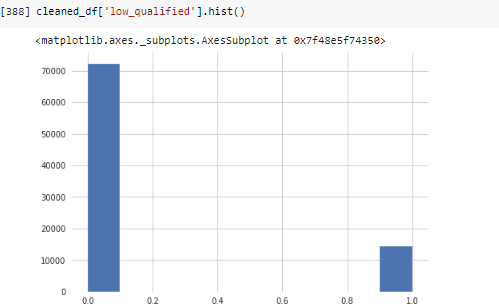 [388] cleaned_df['low_qualified'].hist()
<matplotlib.axes._subplots.AxesSubplot at 0x7f48e5f74350>
70000
60000
50000
40000
30000
20000
10000
0
0.0 0.2 0.4 0.6 0.8 1.0